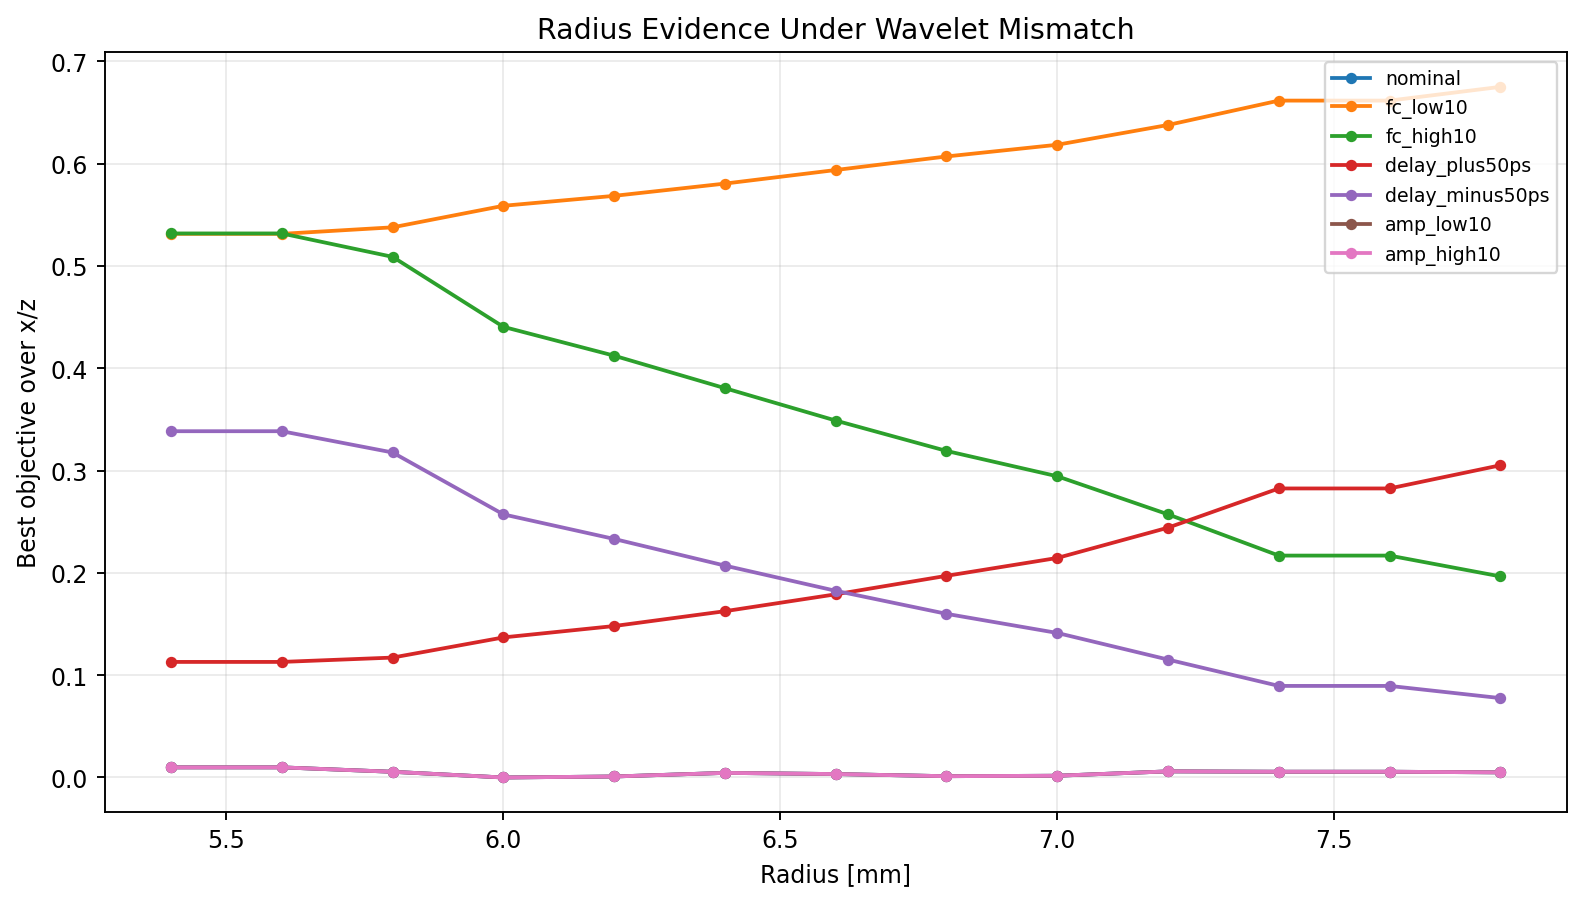 Radius Evidence Under Wavelet Mismatch
0.7
0.6
0.5
0.4
0.3
0.2
0.1
0.0
Best objective over x/z
nominal
fc_low10
fc_high10
delay_plus50ps
delay_minus50ps
amp_low10
amp_high10
5.5
6.0
6.5
7.0
7.5
Radius [mm]